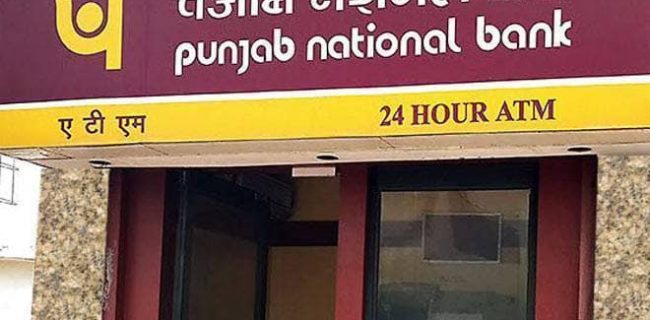 punjab national bank
ए टी एम
24 HOUR ATM